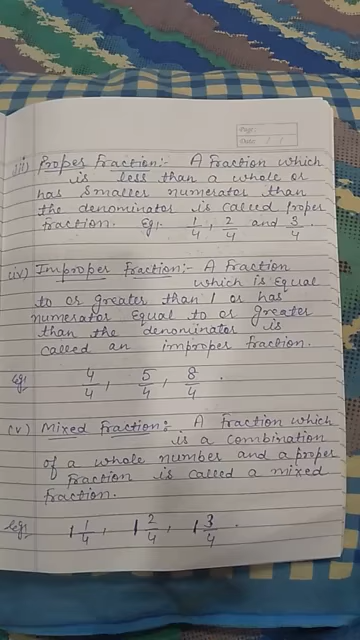 Page:
Date: / /
iii) Proper Fraction:- A Fraction which
is less than a whole or
has smaller numerator than
the denominator is called proper
fraction. Eg: 1/4, 2/4 and 3/4.
(iv) Improper Fraction:- A Fraction
which is Equal
to or greater than 1 or has
numerator Equal to or greater
than the denominator is
called an improper fraction.
Eg: 4/4, 5/4, 8/4.
(v) Mixed Fraction:- A Fraction which
is a combination
of a whole number and a proper
fraction is called a mixed
fraction.
Eg: 1 1/4, 1 2/4, 1 3/4.